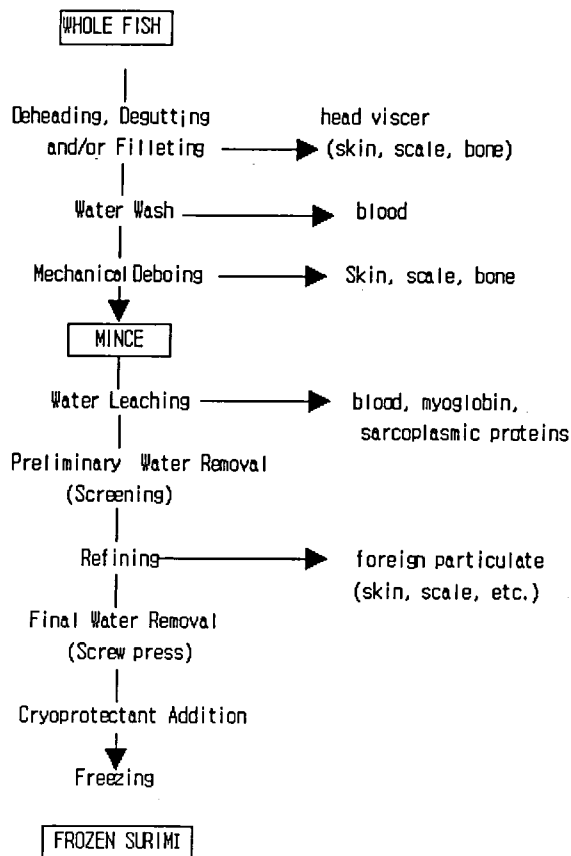 WHOLE FISH
Deheading, Degutting
and/or Filleting
head viscer
(skin, scale, bone)
Water Wash
blood
Mechanical Deboing
Skin, scale, bone
MINCE
Water Leaching
blood, myoglobin,
sarcoplasmic proteins
Preliminary Water Removal
(Screening)
Refining
foreign particulate
(skin, scale, etc.)
Final Water Removal
(Screw press)
Cryoprotectant Addition
Freezing
FROZEN SURIMI